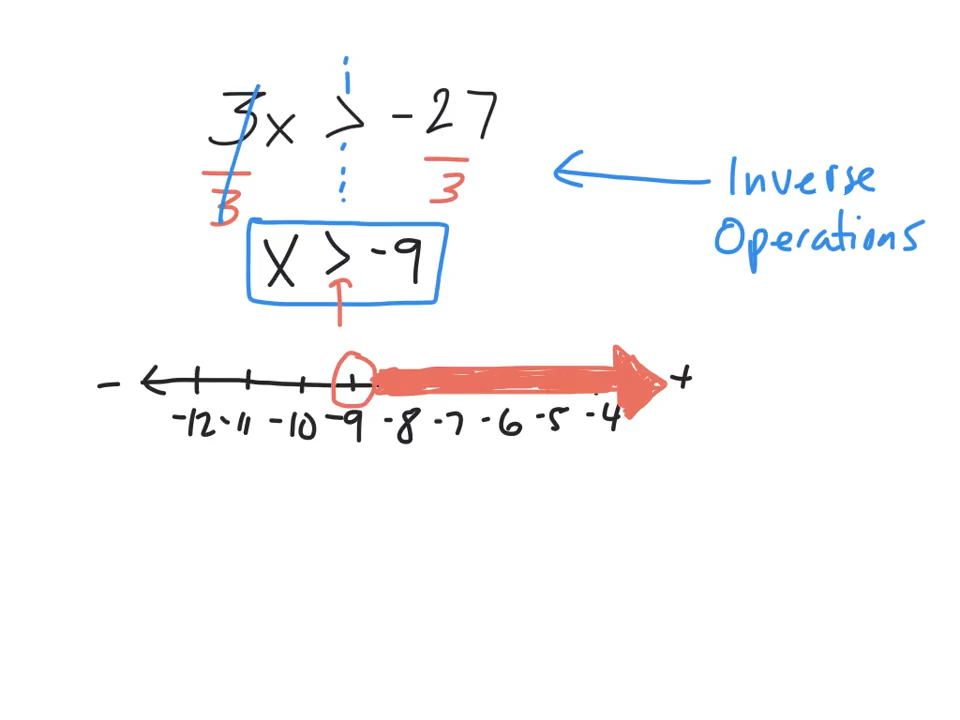 3x > -27
3 3
Inverse
Operations
x > -9
- +
-12 -11 -10 -9 -8 -7 -6 -5 -4